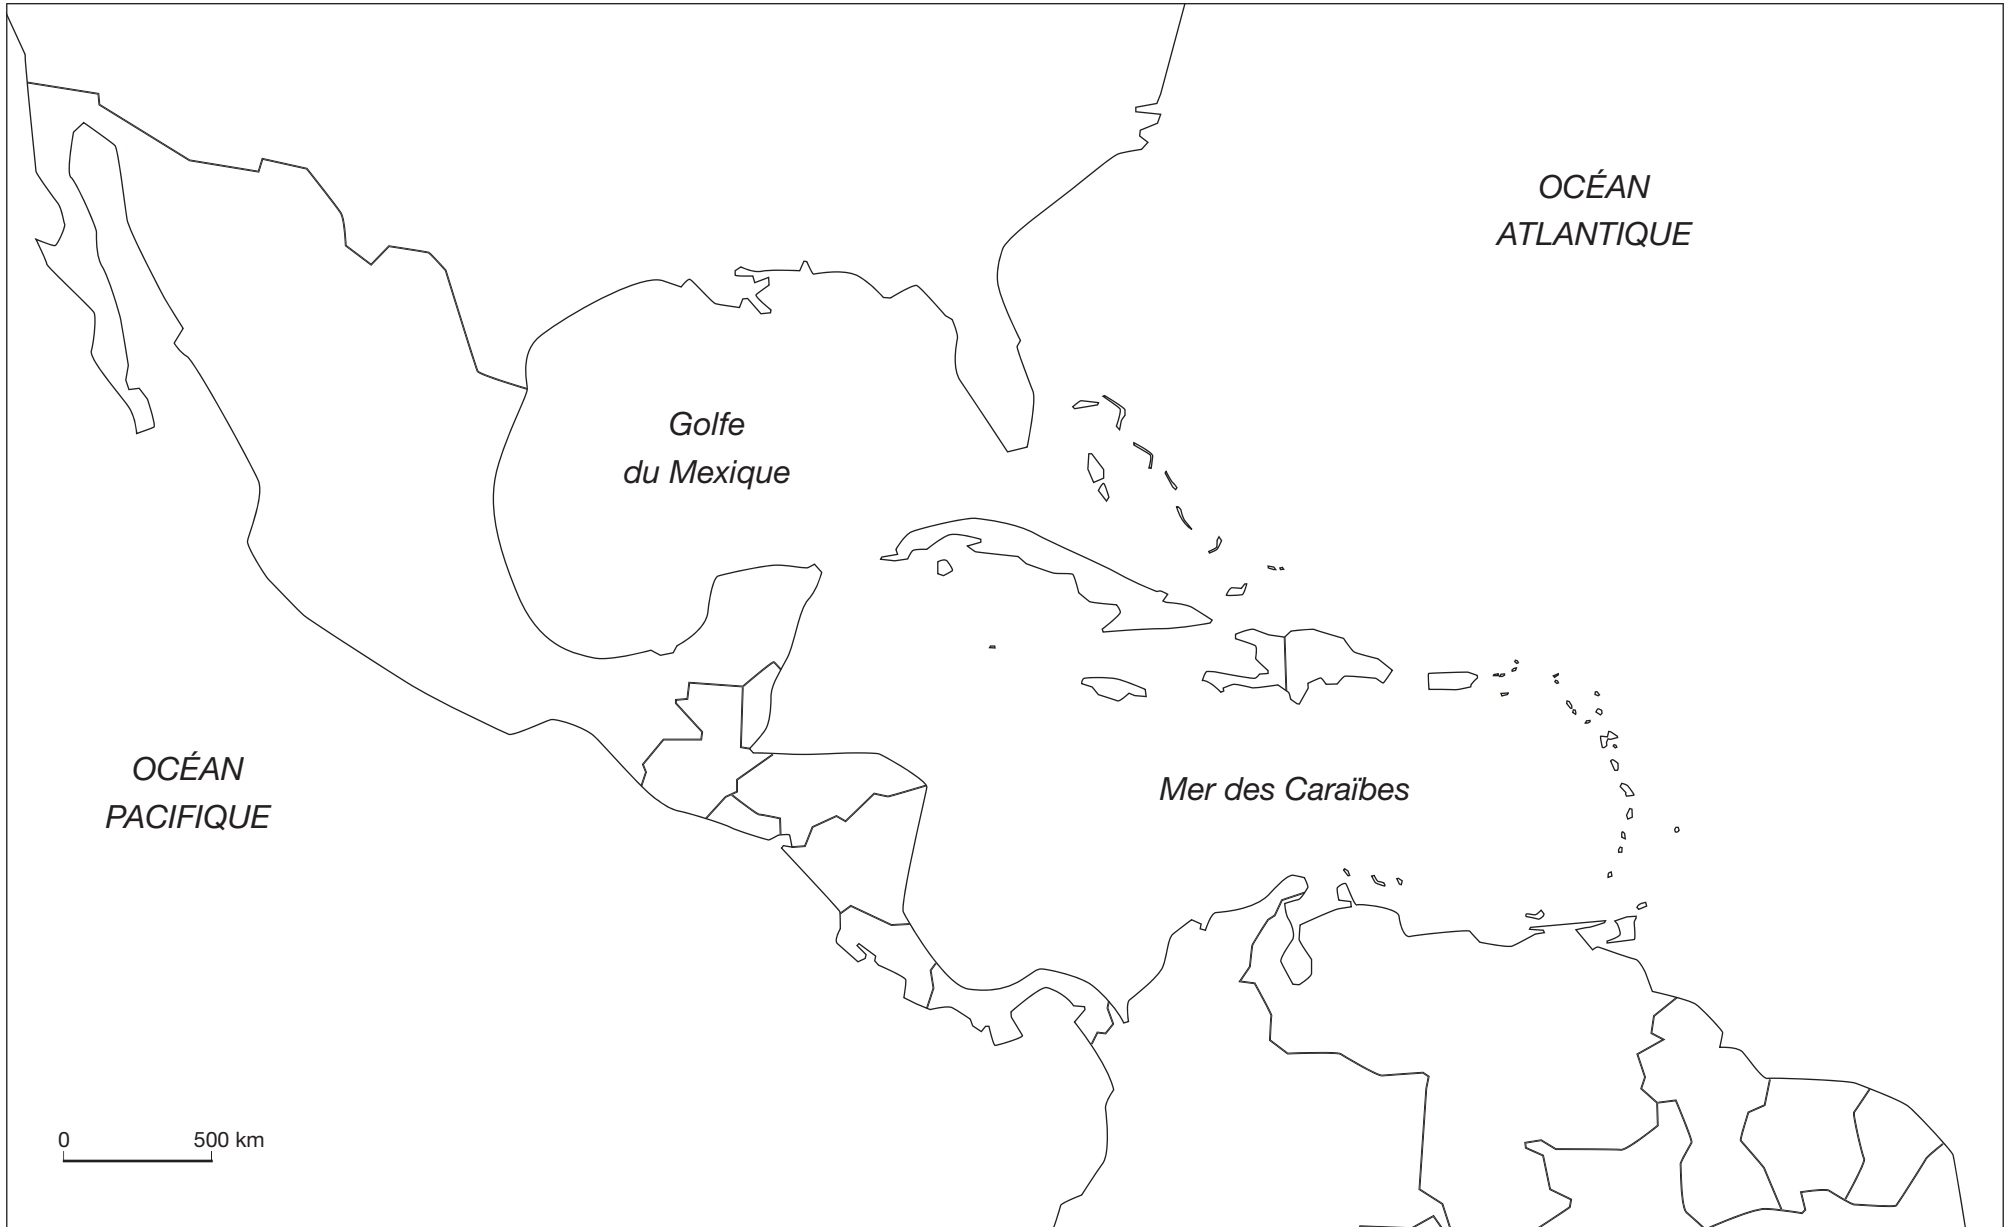 OCÉAN
ATLANTIQUE
Golfe
du Mexique
OCÉAN
PACIFIQUE
Mer des Caraïbes
0 500 km